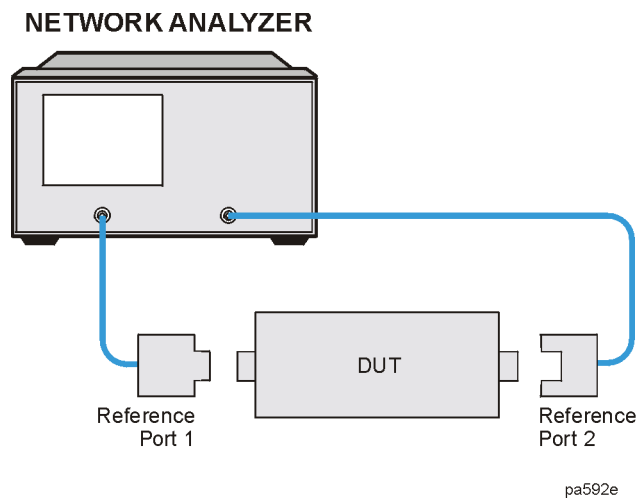 NETWORK ANALYZER
DUT
Reference
Port 1
Reference
Port 2
pa592e